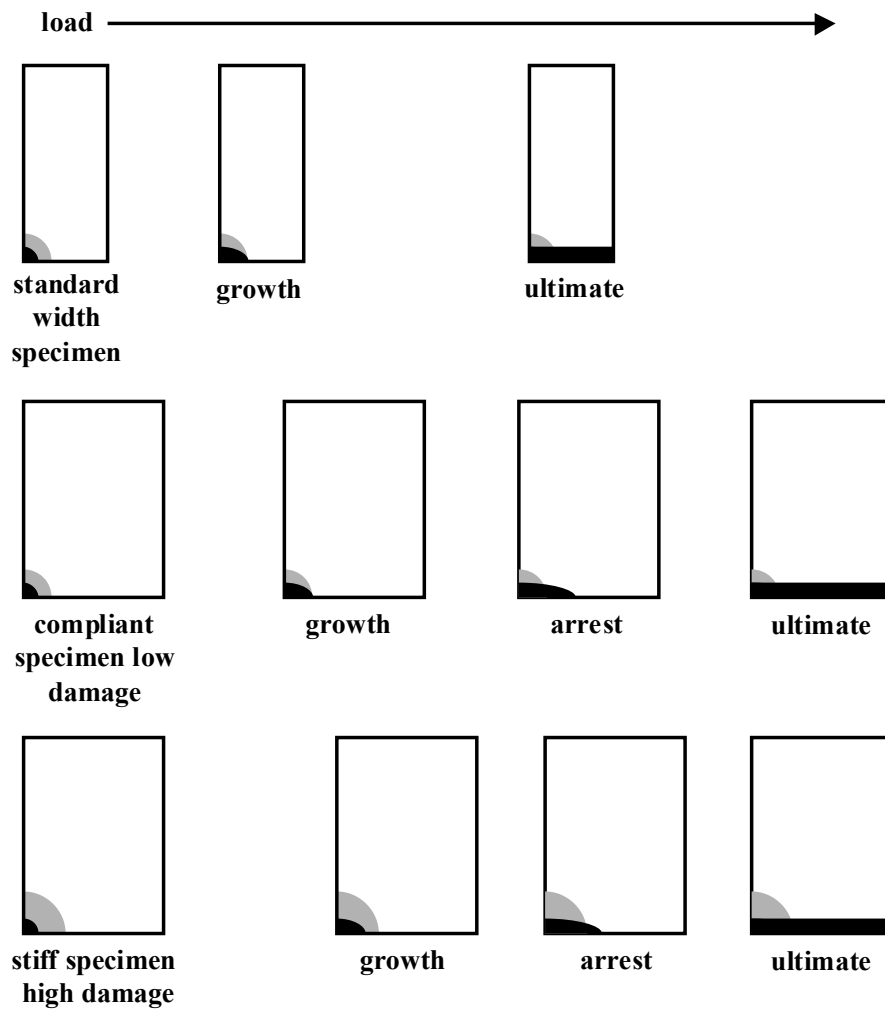 load
standard
width
specimen
growth
ultimate
compliant
specimen low
damage
growth
arrest
ultimate
stiff specimen
high damage
growth
arrest
ultimate